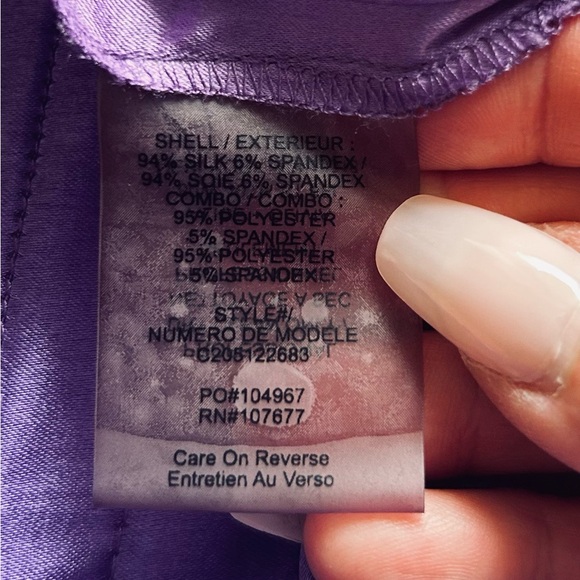 SHELL / EXTERIEUR :
94% SILK 6% SPANDEX /
94% SOIE 6% SPANDEX
COMBO / COMBO :
95% POLYESTER
5% SPANDEX /
95% POLYESTER
5% SPANDEX
STYLE#/
NUMERO DE MODELE
C205122683
PO#104967
RN#107677
Care On Reverse
Entretien Au Verso